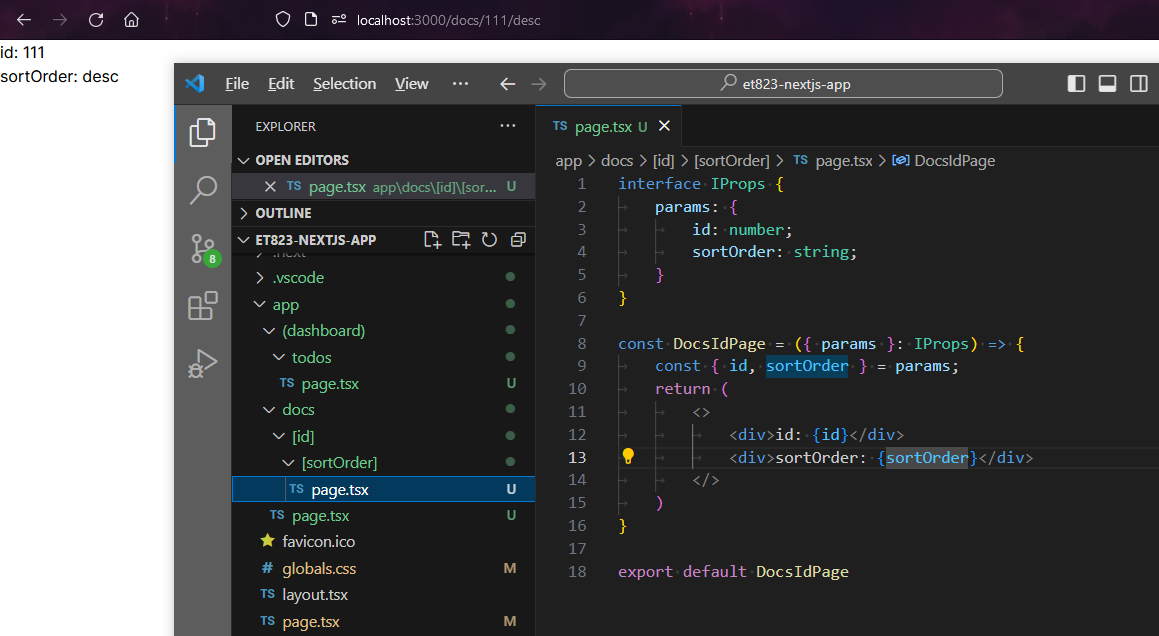 localhost:3000/docs/111/desc
id: 111
sortOrder: desc
File Edit Selection View ··· et823-nextjs-app
EXPLORER ···
OPEN EDITORS
TS page.tsx app\docs\[id]\[sor... U
OUTLINE
ET823-NEXTJS-APP
.next
.vscode
app
(dashboard)
todos
TS page.tsx U
docs
[id]
[sortOrder]
TS page.tsx U
TS page.tsx U
favicon.ico
# globals.css M
TS layout.tsx
TS page.tsx M
8
TS page.tsx U
app > docs > [id] > [sortOrder] > TS page.tsx > DocsIdPage
1 interface IProps {
2 params: {
3 id: number;
4 sortOrder: string;
5 }
6 }
7
8 const DocsIdPage = ({ params }: IProps) => {
9 const { id, sortOrder } = params;
10 return (
11 <>
12 <div>id: {id}</div>
13 <div>sortOrder: {sortOrder}</div>
14 </>
15 )
16 }
17
18 export default DocsIdPage